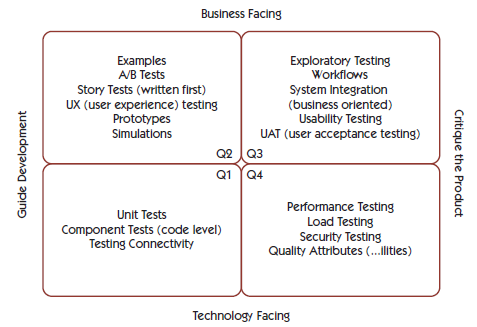 Business Facing
Guide Development
Examples
A/B Tests
Story Tests (written first)
UX (user experience) testing
Prototypes
Simulations
Q2
Exploratory Testing
Workflows
System Integration
(business oriented)
Usability Testing
UAT (user acceptance testing)
Q3
Critique the Product
Q1
Unit Tests
Component Tests (code level)
Testing Connectivity
Q4
Performance Testing
Load Testing
Security Testing
Quality Attributes (...ilities)
Technology Facing